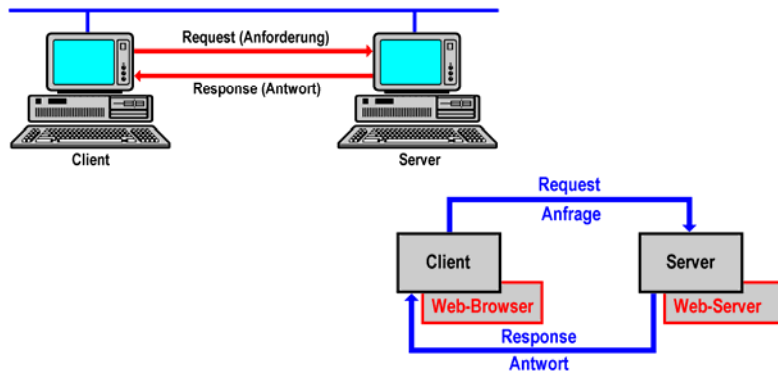 Request (Anforderung)
Response (Antwort)
Client
Server
Request
Anfrage
Client
Server
Web-Browser
Web-Server
Response
Antwort